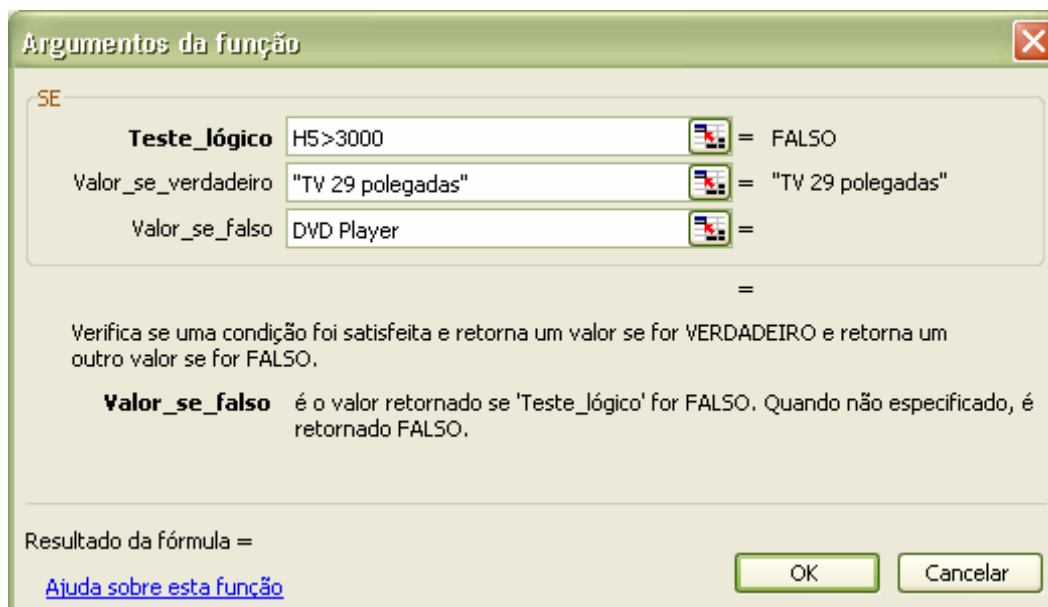 Argumentos da função
SE
Teste_lógico H5>3000 = FALSO
Valor_se_verdadeiro "TV 29 polegadas" = "TV 29 polegadas"
Valor_se_falso DVD Player =
=
Verifica se uma condição foi satisfeita e retorna um valor se for VERDADEIRO e retorna um
outro valor se for FALSO.
Valor_se_falso é o valor retornado se 'Teste_lógico' for FALSO. Quando não especificado, é
retornado FALSO.
Resultado da fórmula =
Ajuda sobre esta função
OK Cancelar